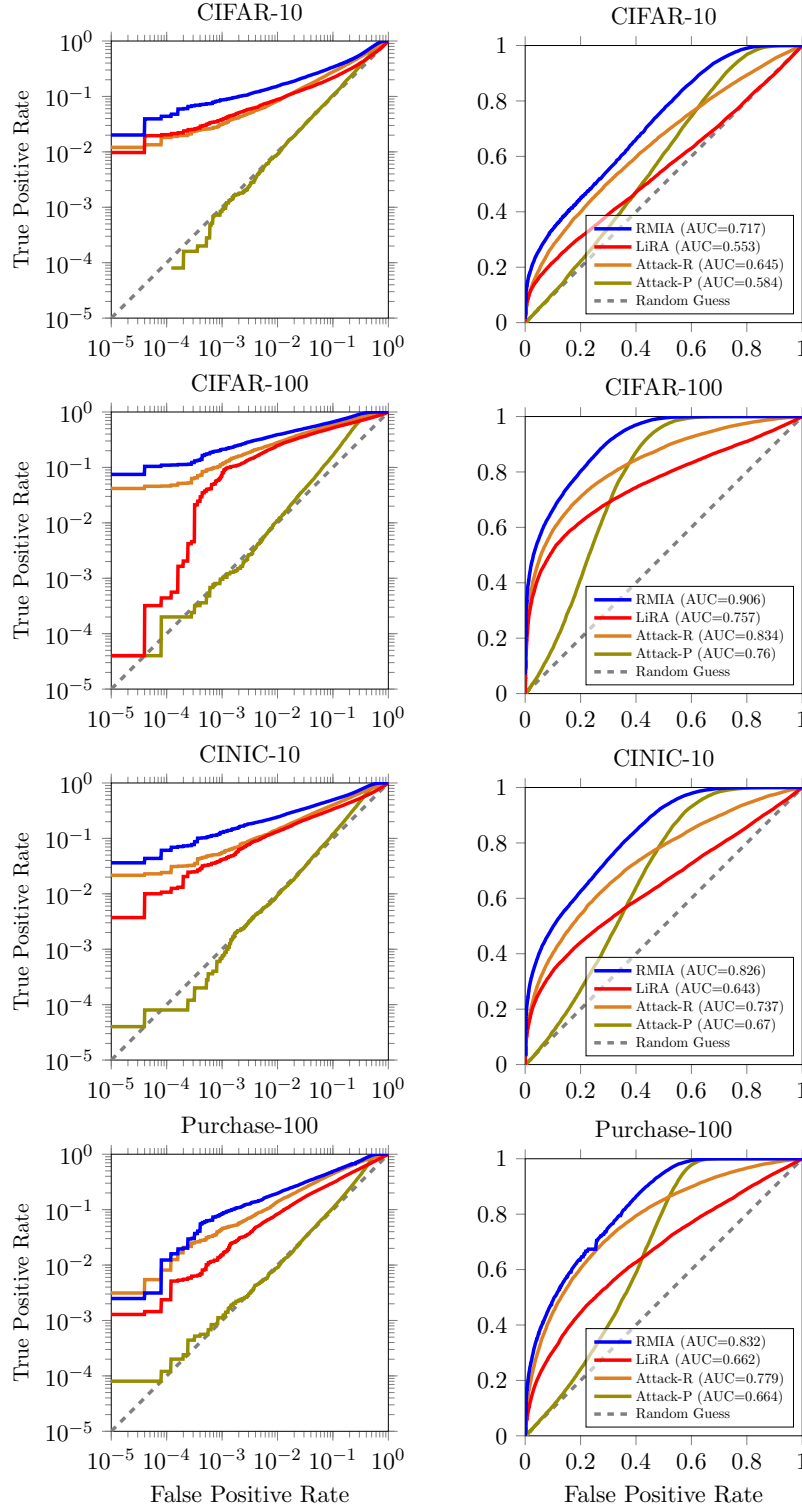 CIFAR-10
True Positive Rate
10^0
10^-1
10^-2
10^-3
10^-4
10^-5
10^-5 10^-4 10^-3 10^-2 10^-1 10^0
CIFAR-10
1
0.8
0.6
0.4
0.2
0
0 0.2 0.4 0.6 0.8 1
RMIA (AUC=0.717)
LiRA (AUC=0.553)
Attack-R (AUC=0.645)
Attack-P (AUC=0.584)
Random Guess
CIFAR-100
True Positive Rate
10^0
10^-1
10^-2
10^-3
10^-4
10^-5
10^-5 10^-4 10^-3 10^-2 10^-1 10^0
CIFAR-100
1
0.8
0.6
0.4
0.2
0
0 0.2 0.4 0.6 0.8 1
RMIA (AUC=0.906)
LiRA (AUC=0.757)
Attack-R (AUC=0.834)
Attack-P (AUC=0.76)
Random Guess
CINIC-10
True Positive Rate
10^0
10^-1
10^-2
10^-3
10^-4
10^-5
10^-5 10^-4 10^-3 10^-2 10^-1 10^0
CINIC-10
1
0.8
0.6
0.4
0.2
0
0 0.2 0.4 0.6 0.8 1
RMIA (AUC=0.826)
LiRA (AUC=0.643)
Attack-R (AUC=0.737)
Attack-P (AUC=0.67)
Random Guess
Purchase-100
True Positive Rate
10^0
10^-1
10^-2
10^-3
10^-4
10^-5
10^-5 10^-4 10^-3 10^-2 10^-1 10^0
False Positive Rate
Purchase-100
1
0.8
0.6
0.4
0.2
0
0 0.2 0.4 0.6 0.8 1
False Positive Rate
RMIA (AUC=0.832)
LiRA (AUC=0.662)
Attack-R (AUC=0.779)
Attack-P (AUC=0.664)
Random Guess